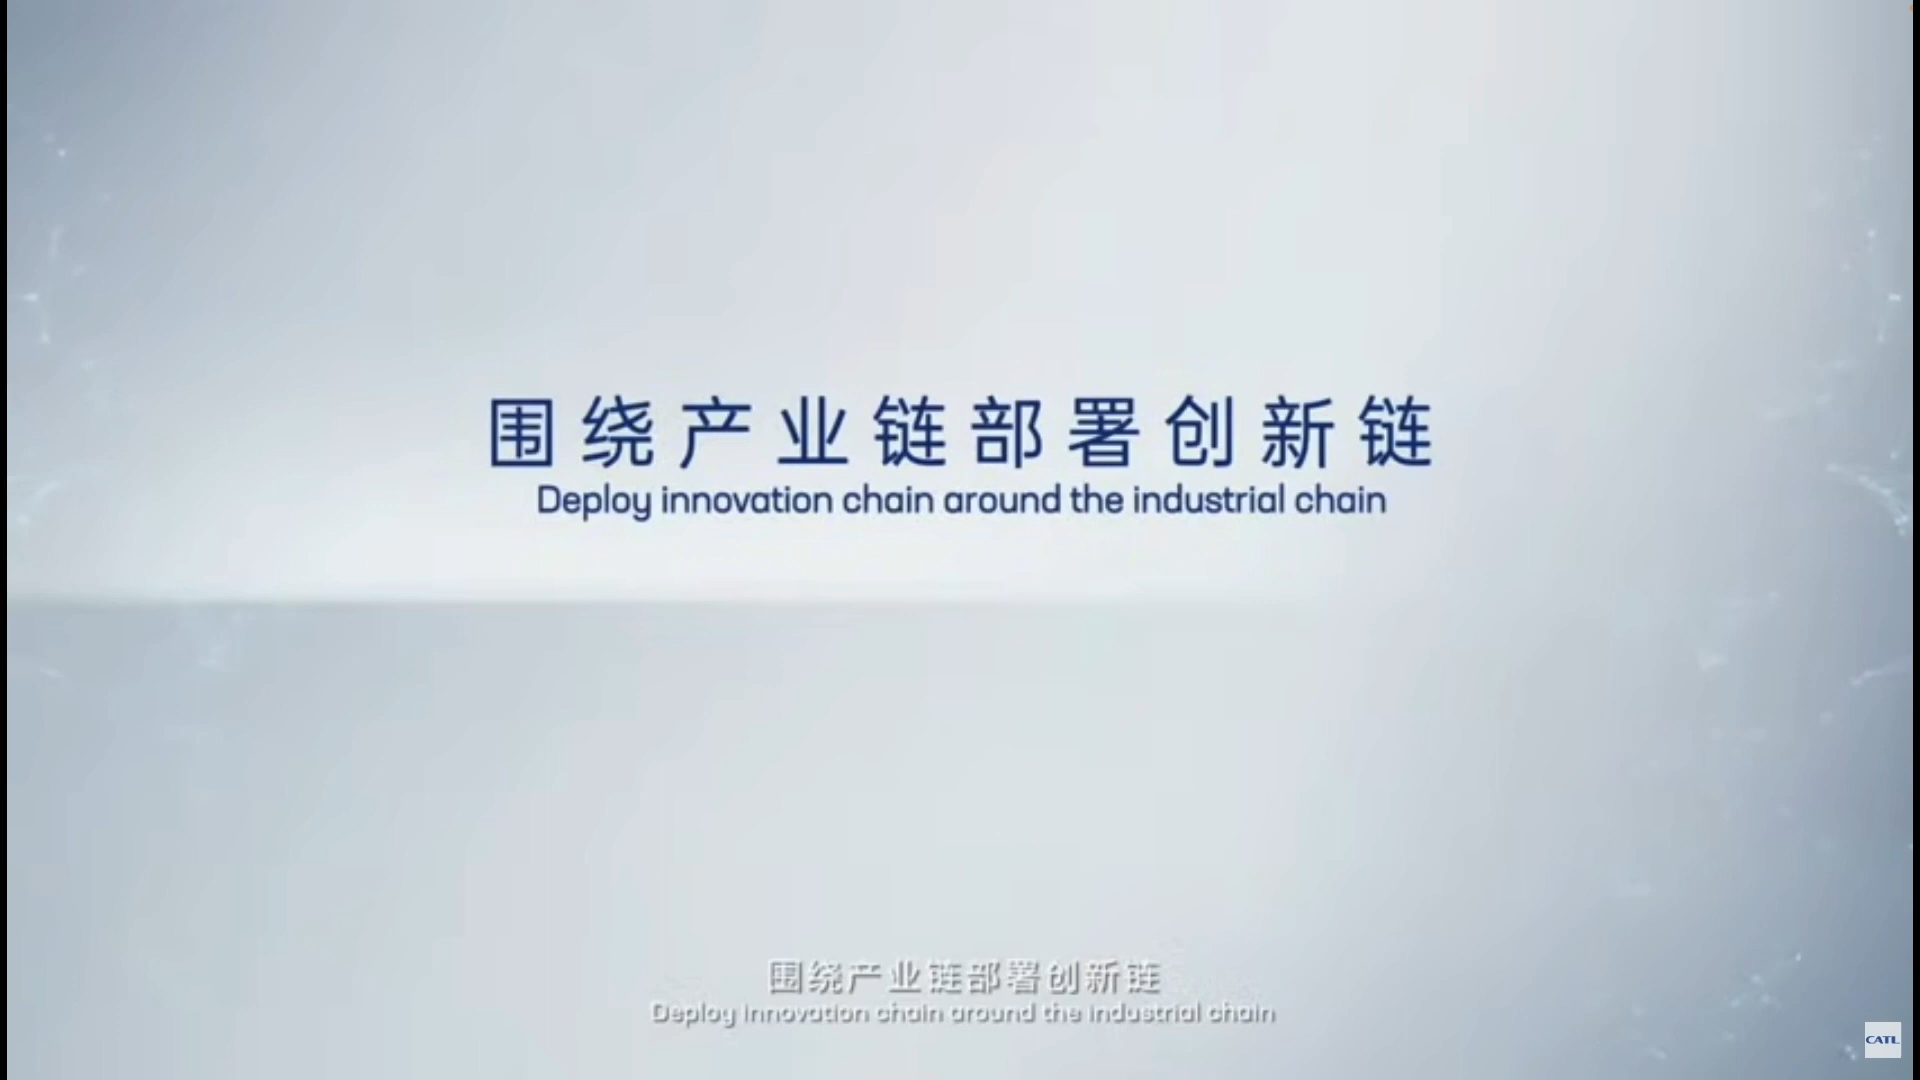 围绕产业链部署创新链
Deploy innovation chain around the industrial chain
围绕产业链部署创新链
Deploy innovation chain around the industrial chain
CATL